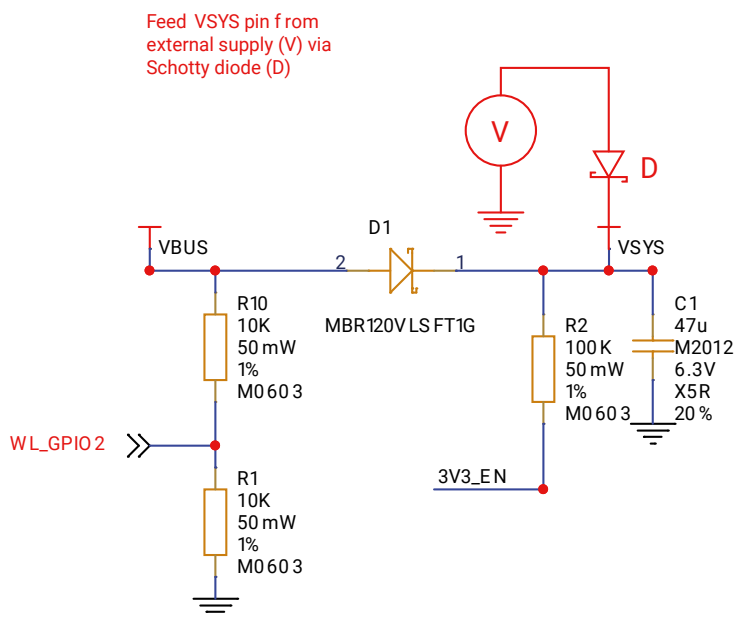 Feed VSYS pin from
external supply (V) via
Schotty diode (D)
V
D
D1
VBUS
VSYS
2
1
MBR120VLSFT1G
R10
10K
50mW
1%
M0603
R2
100K
50mW
1%
M0603
C1
47u
M2012
6.3V
X5R
20%
WL_GPIO2
3V3_EN
R1
10K
50mW
1%
M0603